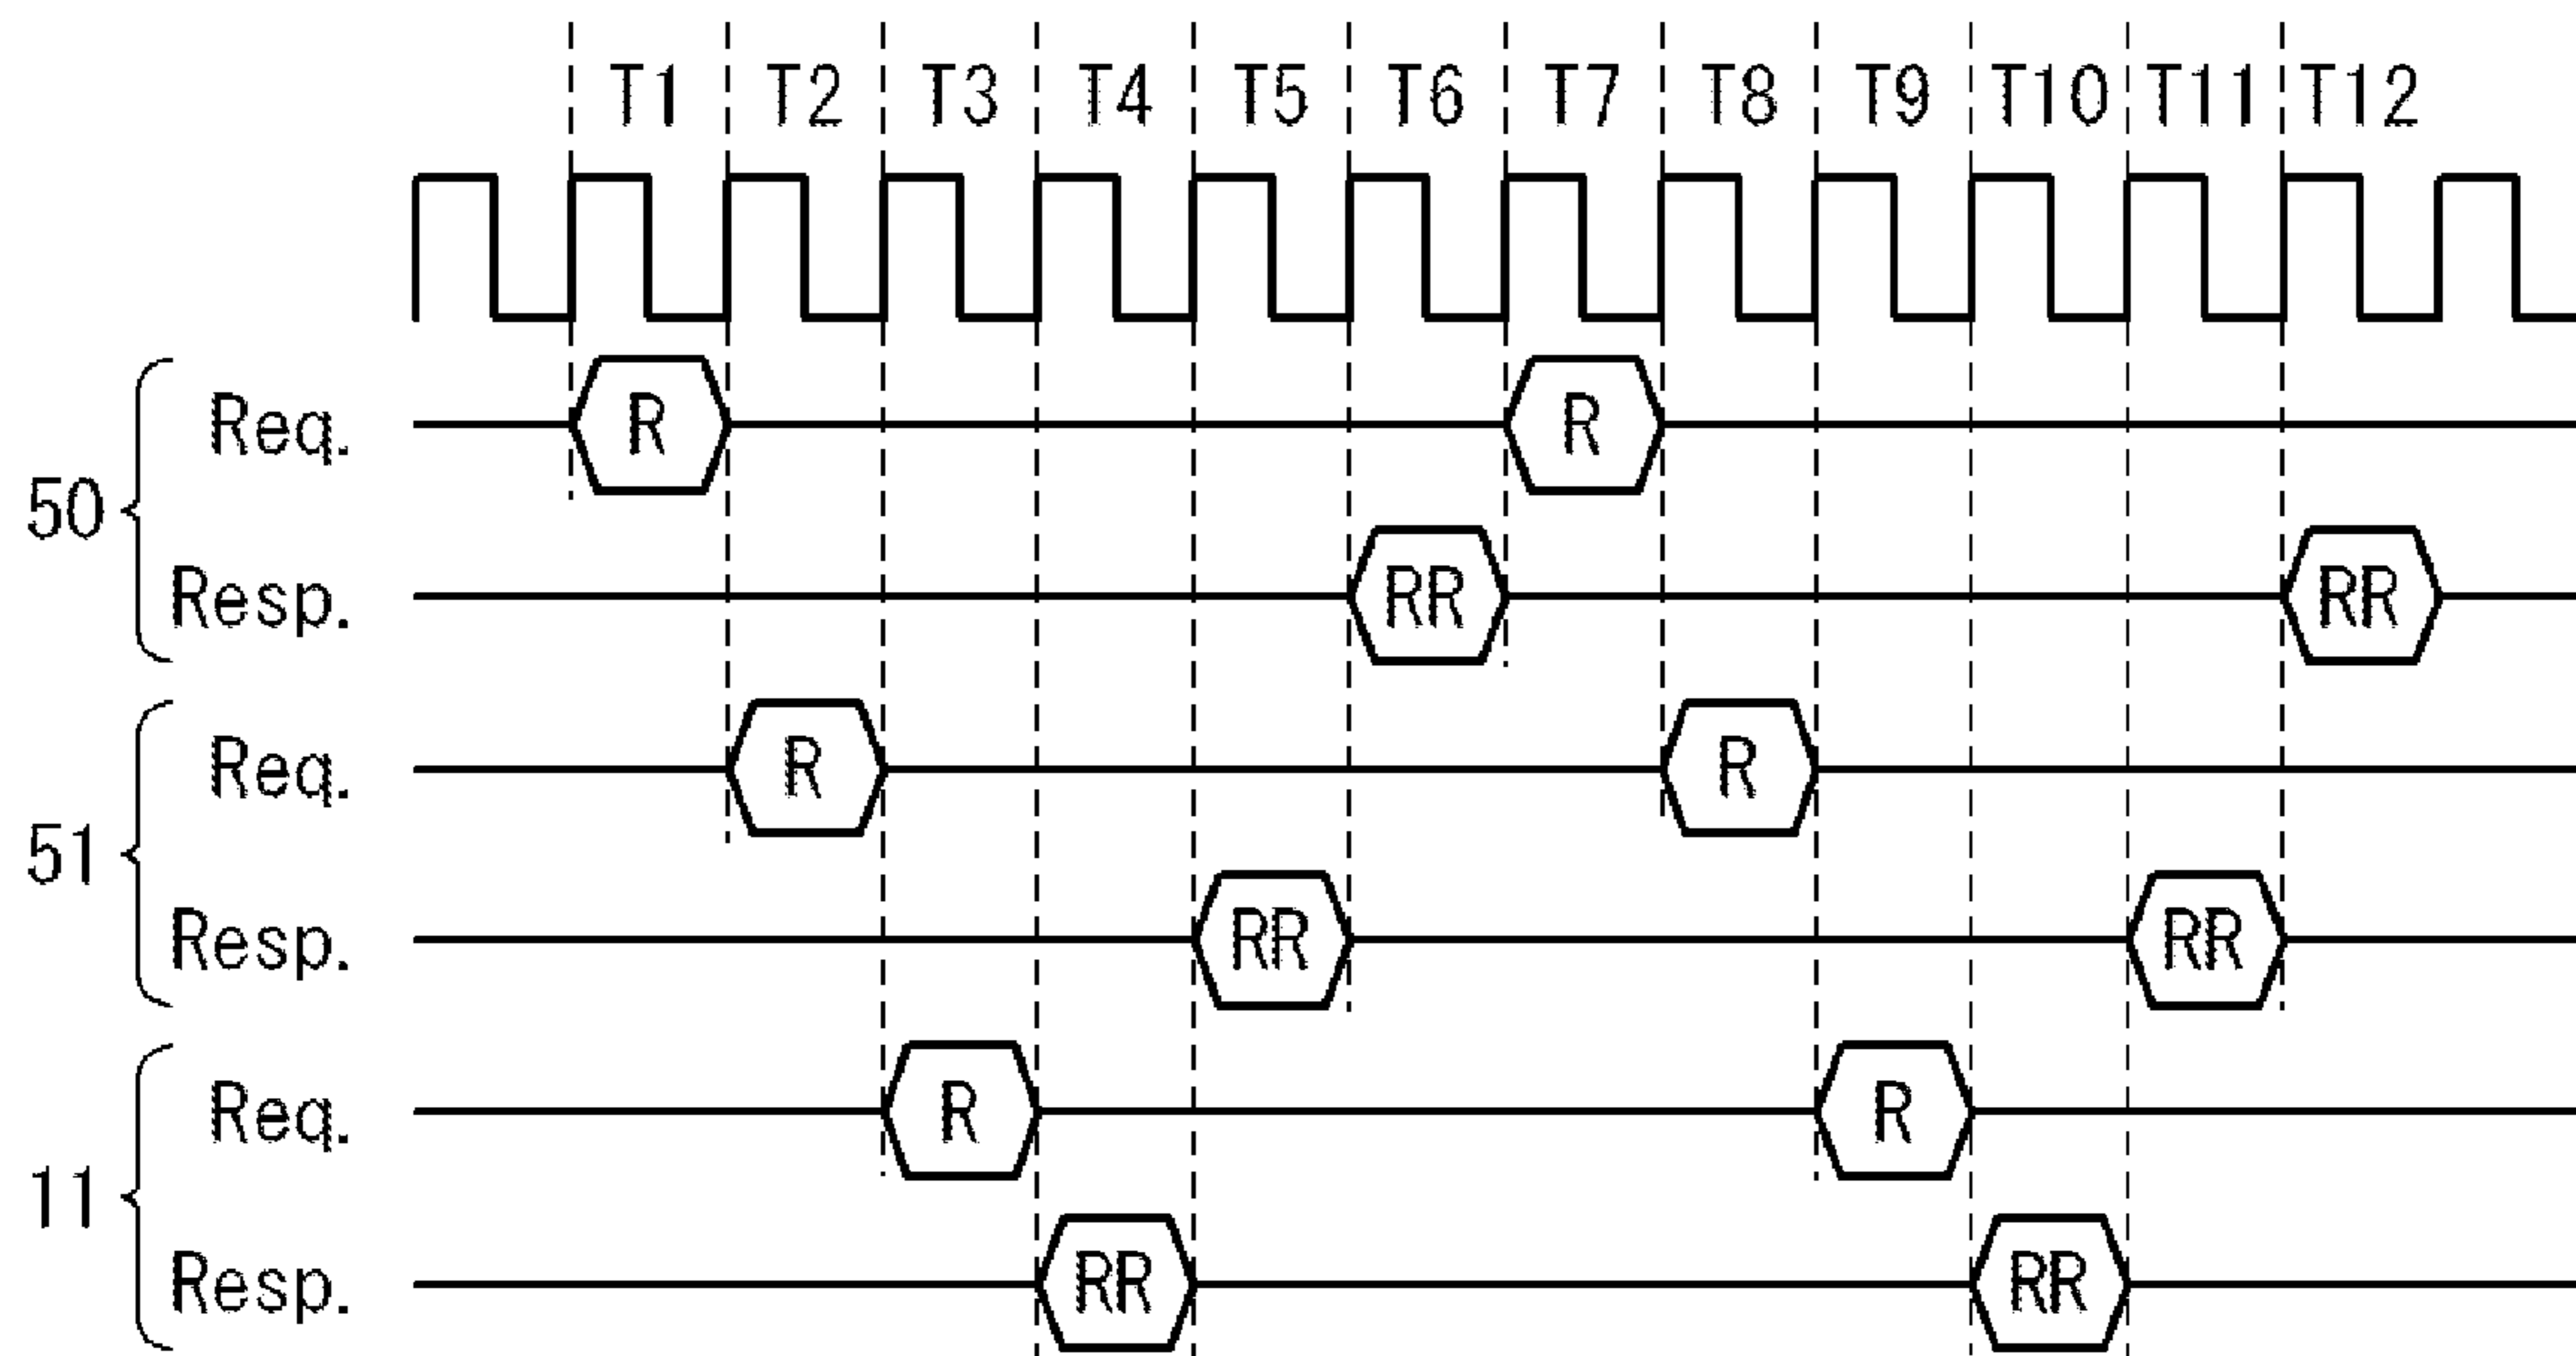 T1 T2 T3 T4 T5 T6 T7 T8 T9 T10 T11 T12
50
Req. R R
Resp. RR RR
51
Req. R R
Resp. RR RR
11
Req. R R
Resp. RR RR